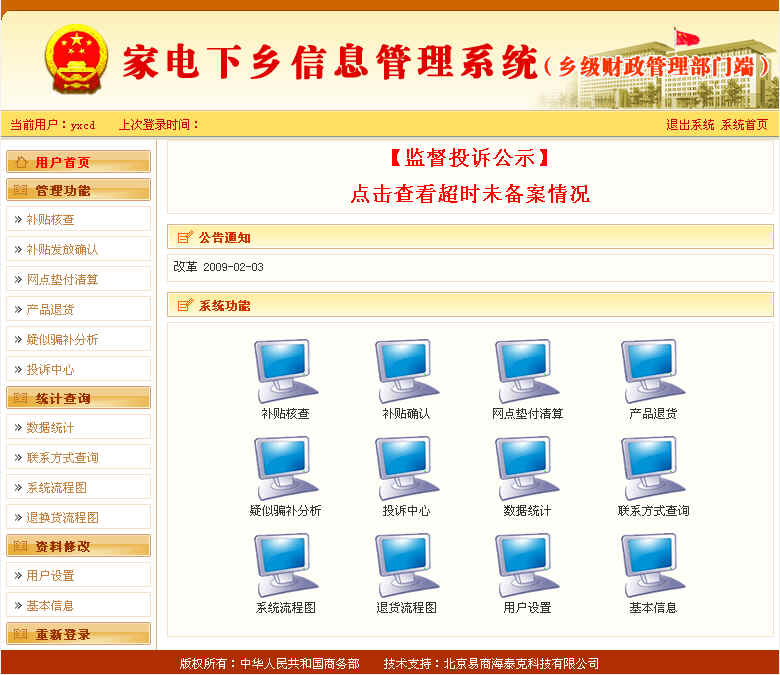 家电下乡信息管理系统(乡级财政管理部门端)
当前用户：yxcd 上次登录时间：
退出系统 系统首页
用户首页
管理功能
补贴核查
补贴发放确认
网点垫付清算
产品退货
疑似骗补分析
投诉中心
统计查询
数据统计
联系方式查询
系统流程图
退换货流程图
资料修改
用户设置
基本信息
重新登录
【监督投诉公示】
点击查看超时未备案情况
公告通知
改革 2009-02-03
系统功能
补贴核查 补贴确认 网点垫付清算 产品退货
疑似骗补分析 投诉中心 数据统计 联系方式查询
系统流程图 退货流程图 用户设置 基本信息
版权所有：中华人民共和国商务部 技术支持：北京易商海泰克科技有限公司